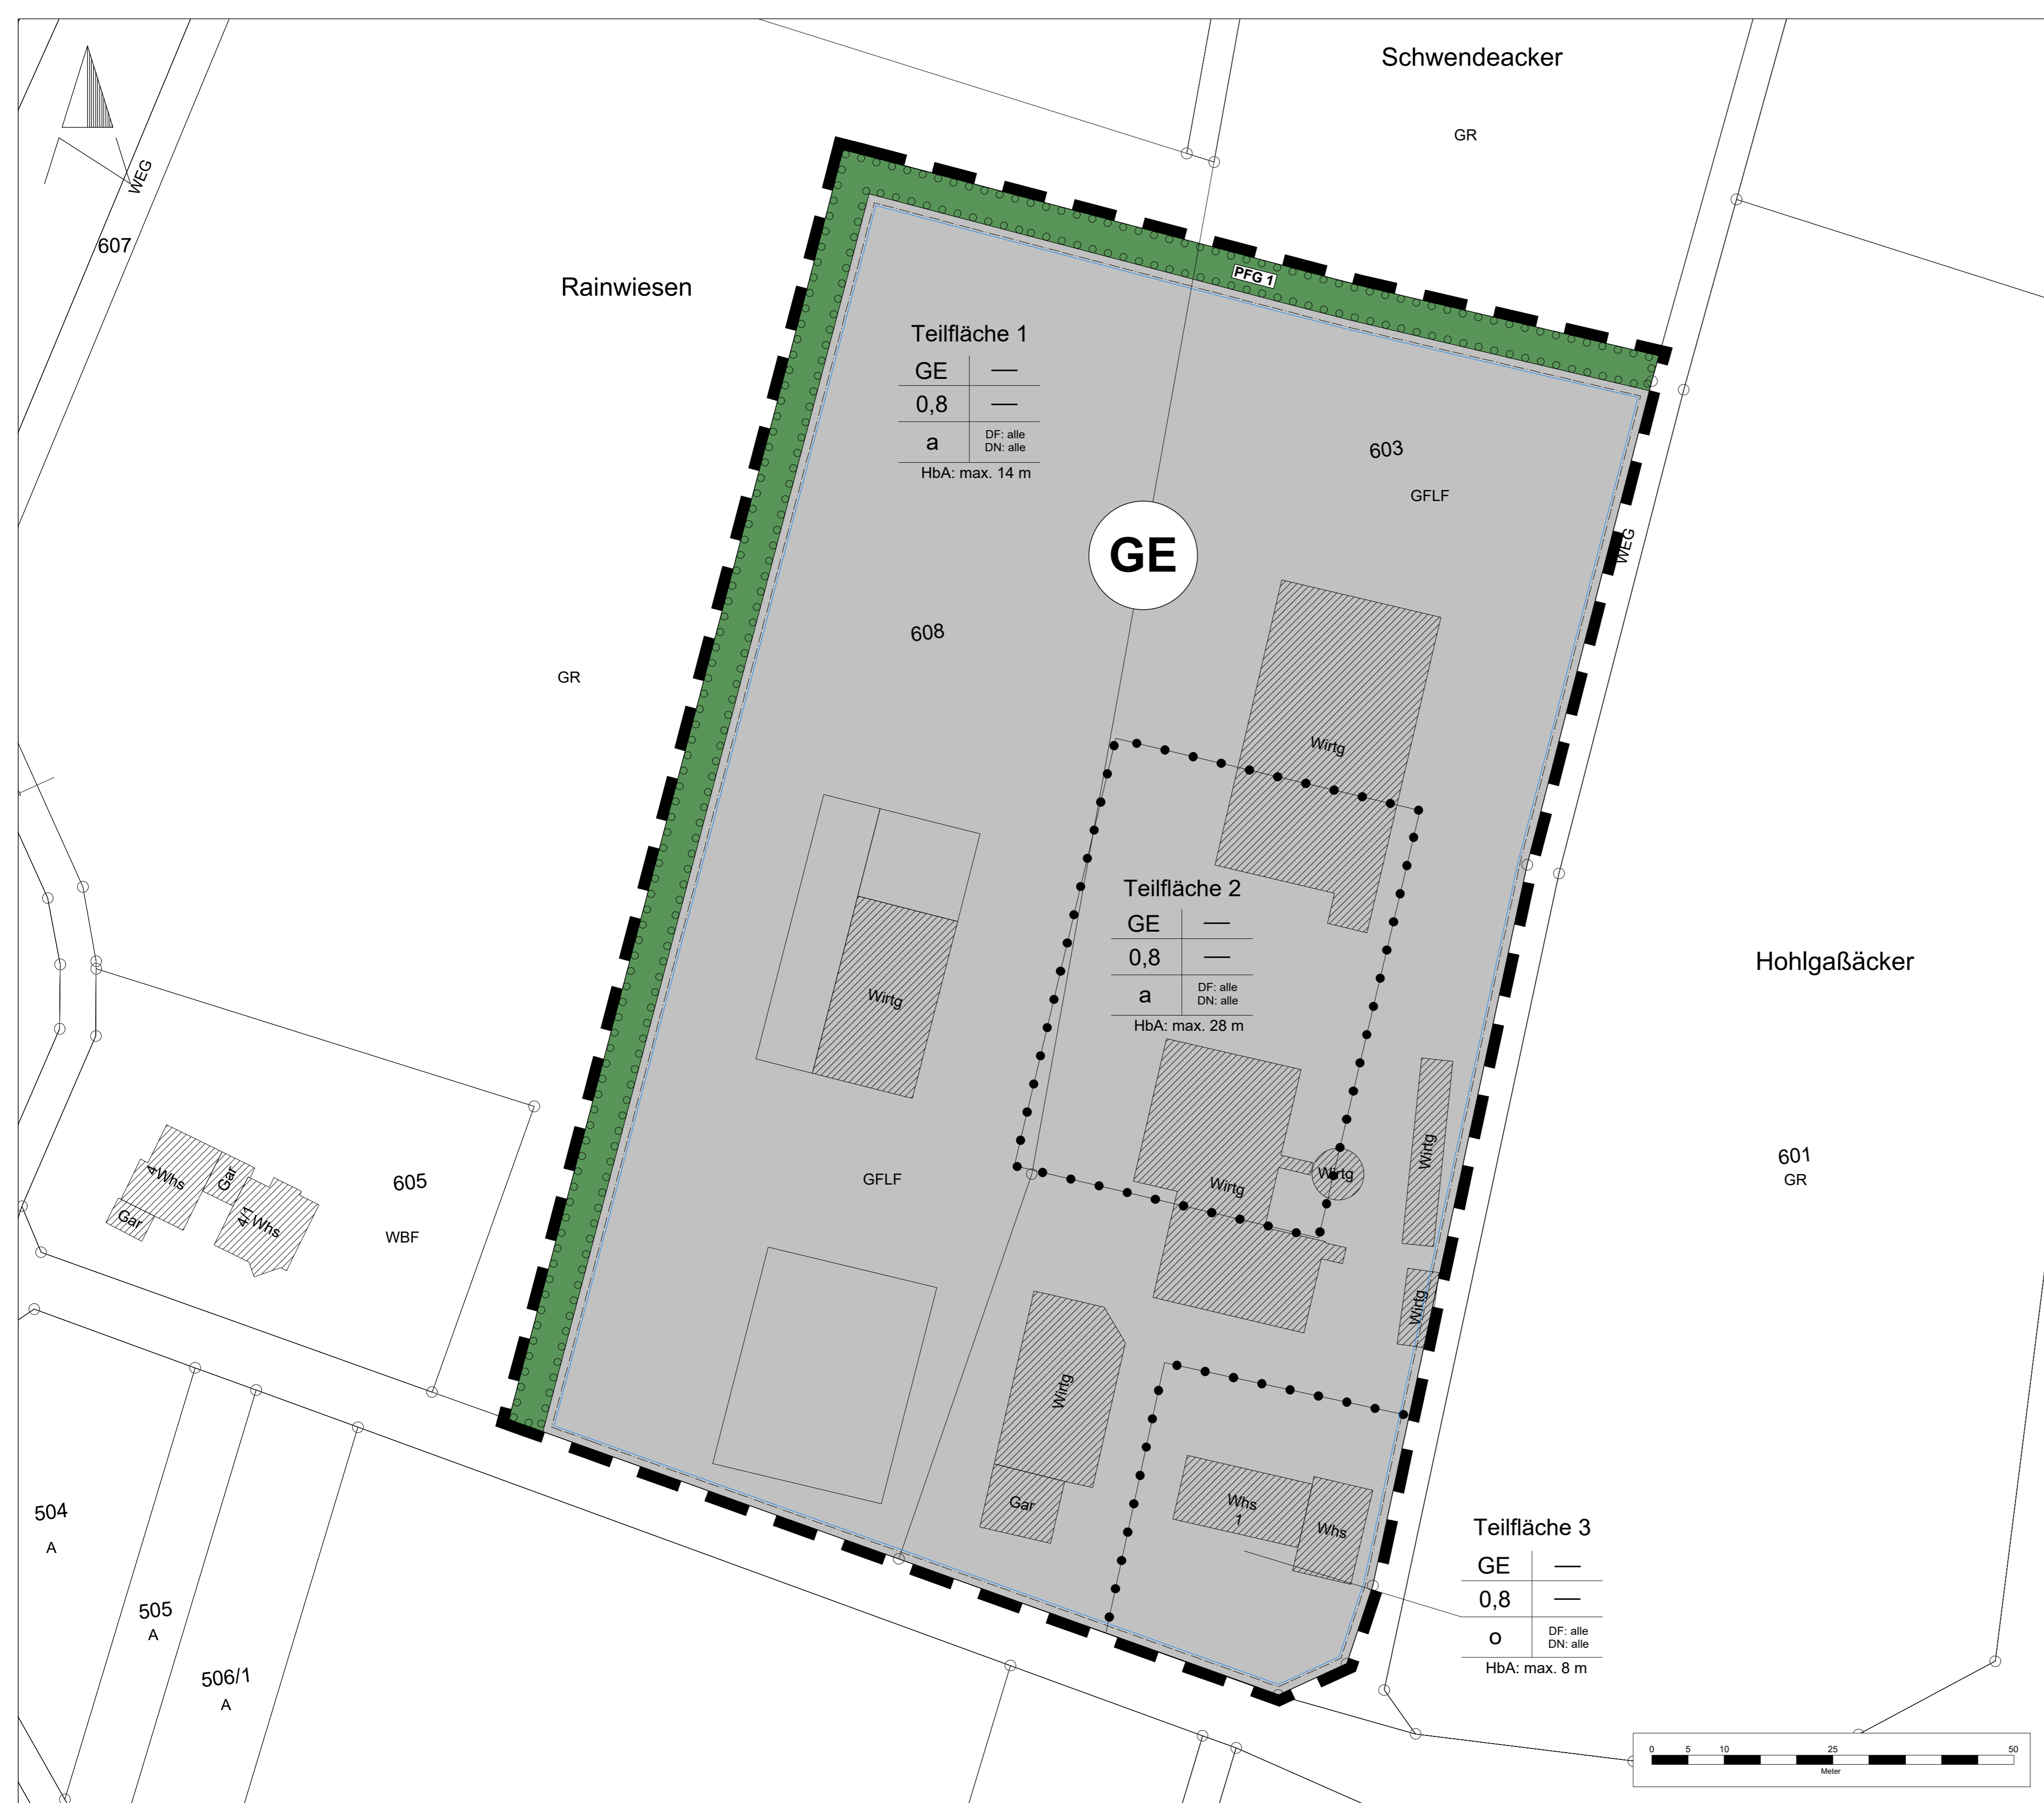 Schwendeacker
GR
WEG
607
Rainwiesen
PFG 1
Teilfläche 1
GE —
0,8 —
a DF: alle
DN: alle
HbA: max. 14 m
603
GFLF
GE
WEG
608
GR
Wirtg
Teilfläche 2
GE —
0,8 —
a DF: alle
DN: alle
HbA: max. 28 m
Hohlgaßäcker
Wirtg
601
GR
Wirtg
Wirtg
Wirtg
GFLF
605
WBF
4 Whs
Gar
Gar
4/1 Whs
Wirtg
Wirtg
Gar
Whs
1
Whs
504
A
505
A
506/1
A
Teilfläche 3
GE —
0,8 —
o DF: alle
DN: alle
HbA: max. 8 m
0 5 10 25 50
Meter